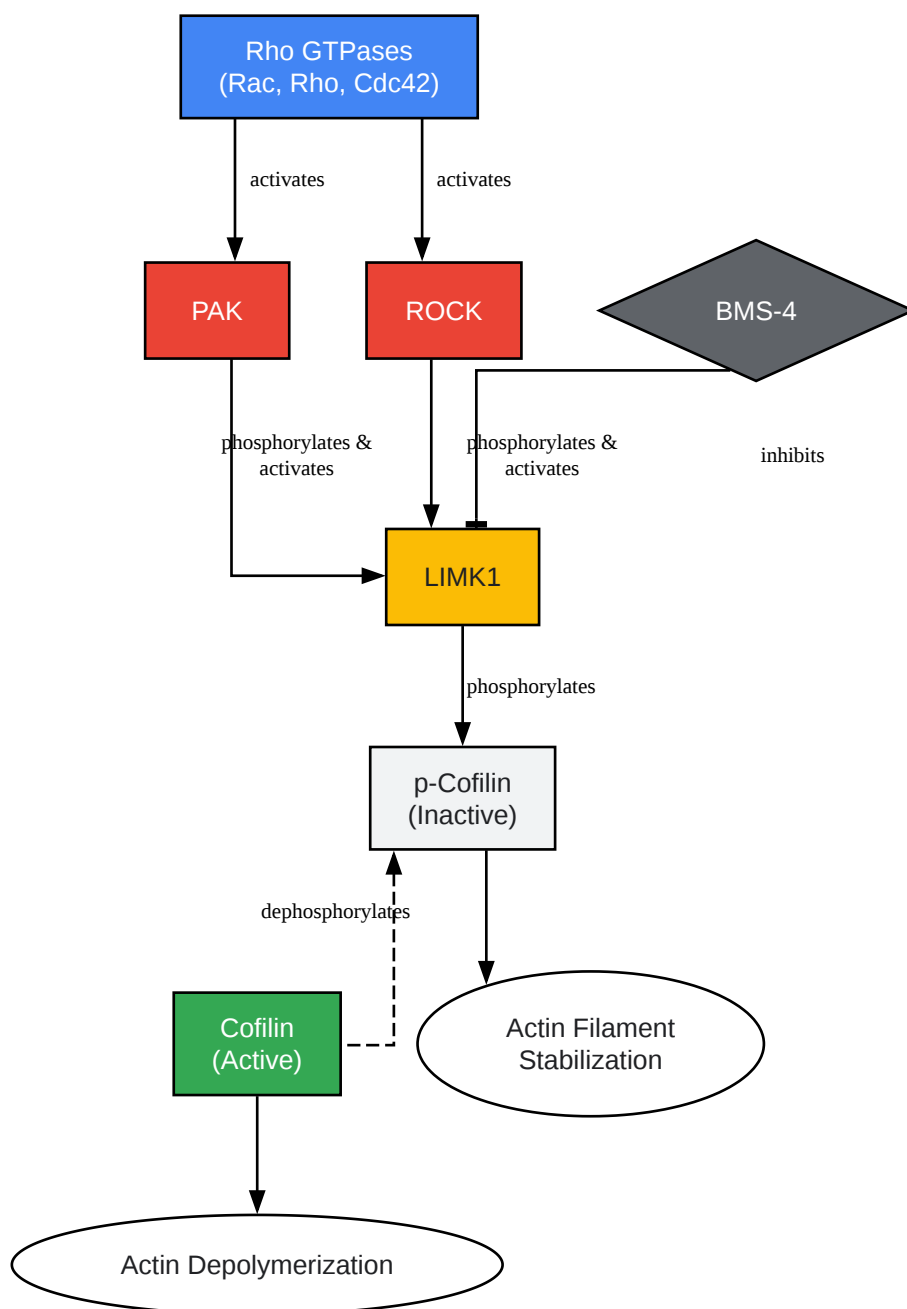 Rho GTPases
(Rac, Rho, Cdc42)
activates
activates
PAK
ROCK
BMS-4
phosphorylates &
activates
phosphorylates &
activates
inhibits
LIMK1
phosphorylates
p-Cofilin
(Inactive)
dephosphorylates
Cofilin
(Active)
Actin Filament
Stabilization
Actin Depolymerization